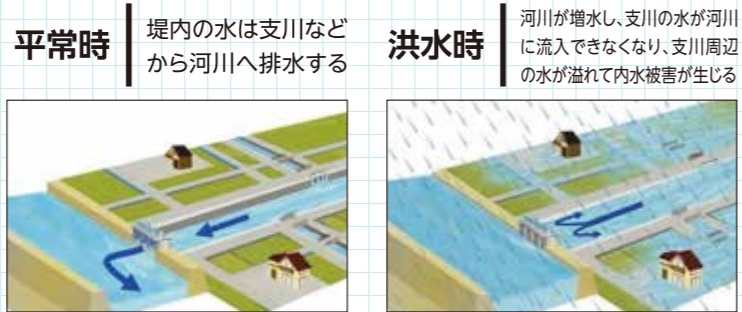 平常時
堤内の水は支川など
から河川へ排水する
洪水時
河川が増水し、支川の水が河川
に流入できなくなり、支川周辺
の水が溢れて内水被害が生じる